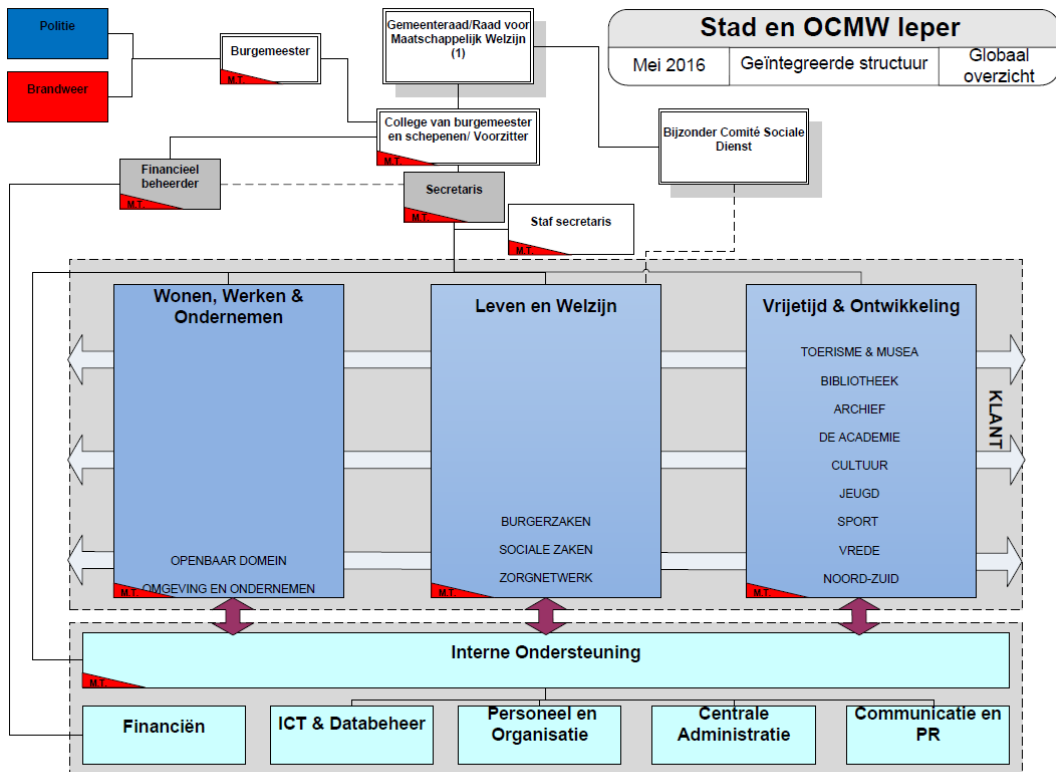 Politie
Brandweer
Burgemeester
M.T.
Gemeenteraad/Raad voor
Maatschappelijk Welzijn
(1)
Stad en OCMW Ieper
Mei 2016
Geïntegreerde structuur
Globaal
overzicht
College van burgemeester
en schepenen/ Voorzitter
M.T.
Bijzonder Comité Sociale
Dienst
Financieel
beheerder
M.T.
Secretaris
M.T.
Staf secretaris
M.T.
Wonen, Werken &
Ondernemen
OPENBAAR DOMEIN
OMGEVING EN ONDERNEMEN
M.T.
Leven en Welzijn
BURGERZAKEN
SOCIALE ZAKEN
ZORGNETWERK
M.T.
Vrijetijd & Ontwikkeling
TOERISME & MUSEA
BIBLIOTHEEK
ARCHIEF
DE ACADEMIE
CULTUUR
JEUGD
SPORT
VREDE
NOORD-ZUID
M.T.
KLANT
Interne Ondersteuning
M.T.
Financiën
ICT & Databeheer
Personeel en
Organisatie
Centrale
Administratie
Communicatie en
PR